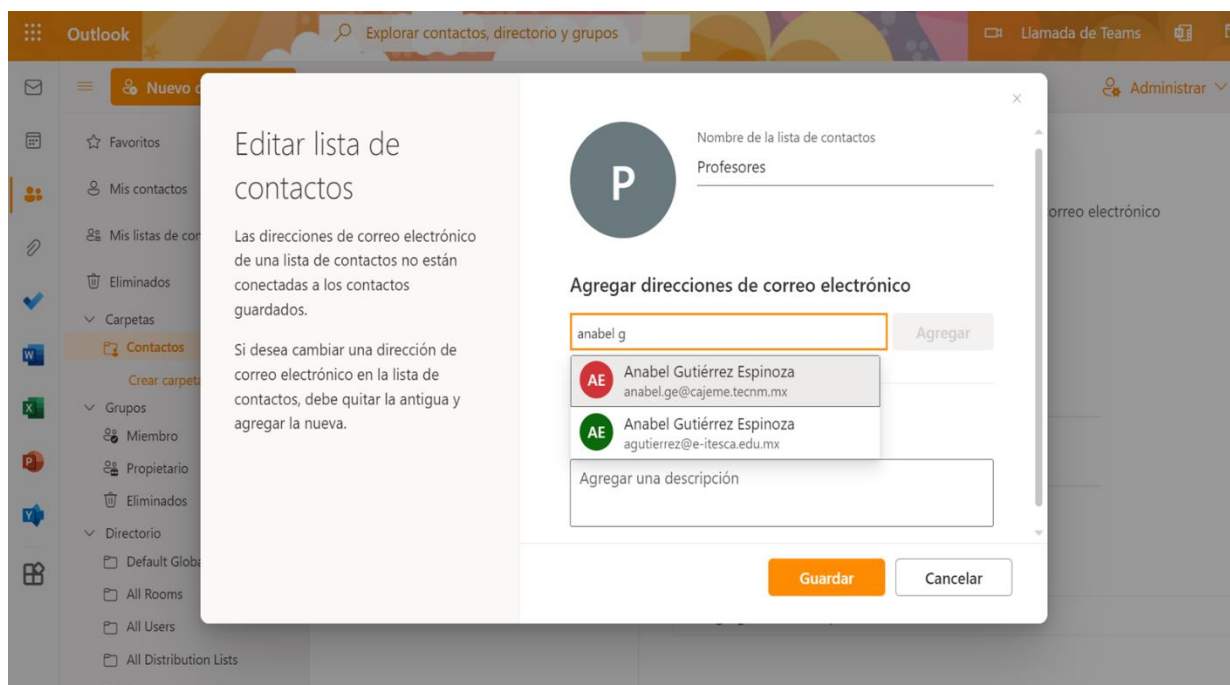 Outlook
Explorar contactos, directorio y grupos
Llamada de Teams
Nuevo
Administrar
Favoritos
Mis contactos
Mis listas de
Eliminados
Carpetas
Contactos
Crear
Grupos
Miembro
Propietario
Eliminados
Directorio
Default
All Rooms
All Users
All Distribution Lists
Editar lista de
contactos
Las direcciones de correo electrónico
de una lista de contactos no están
conectadas a los contactos
guardados.
Si desea cambiar una dirección de
correo electrónico en la lista de
contactos, debe quitar la antigua y
agregar la nueva.
P
Nombre de la lista de contactos
Profesores
Agregar direcciones de correo electrónico
anabel g
Agregar
AE
Anabel Gutiérrez Espinoza
anabel.ge@cajeme.tecnm.mx
AE
Anabel Gutiérrez Espinoza
agutierrez@e-itesca.edu.mx
Agregar una descripción
Guardar
Cancelar
electrónico